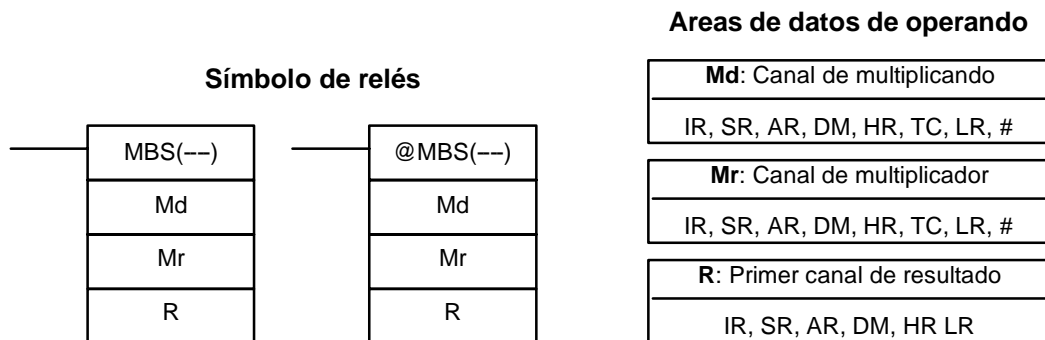 Areas de datos de operando
Símbolo de relés
MBS(–––)
Md
Mr
R
@MBS(–––)
Md
Mr
R
Md: Canal de multiplicando
IR, SR, AR, DM, HR, TC, LR, #
Mr: Canal de multiplicador
IR, SR, AR, DM, HR, TC, LR, #
R: Primer canal de resultado
IR, SR, AR, DM, HR LR